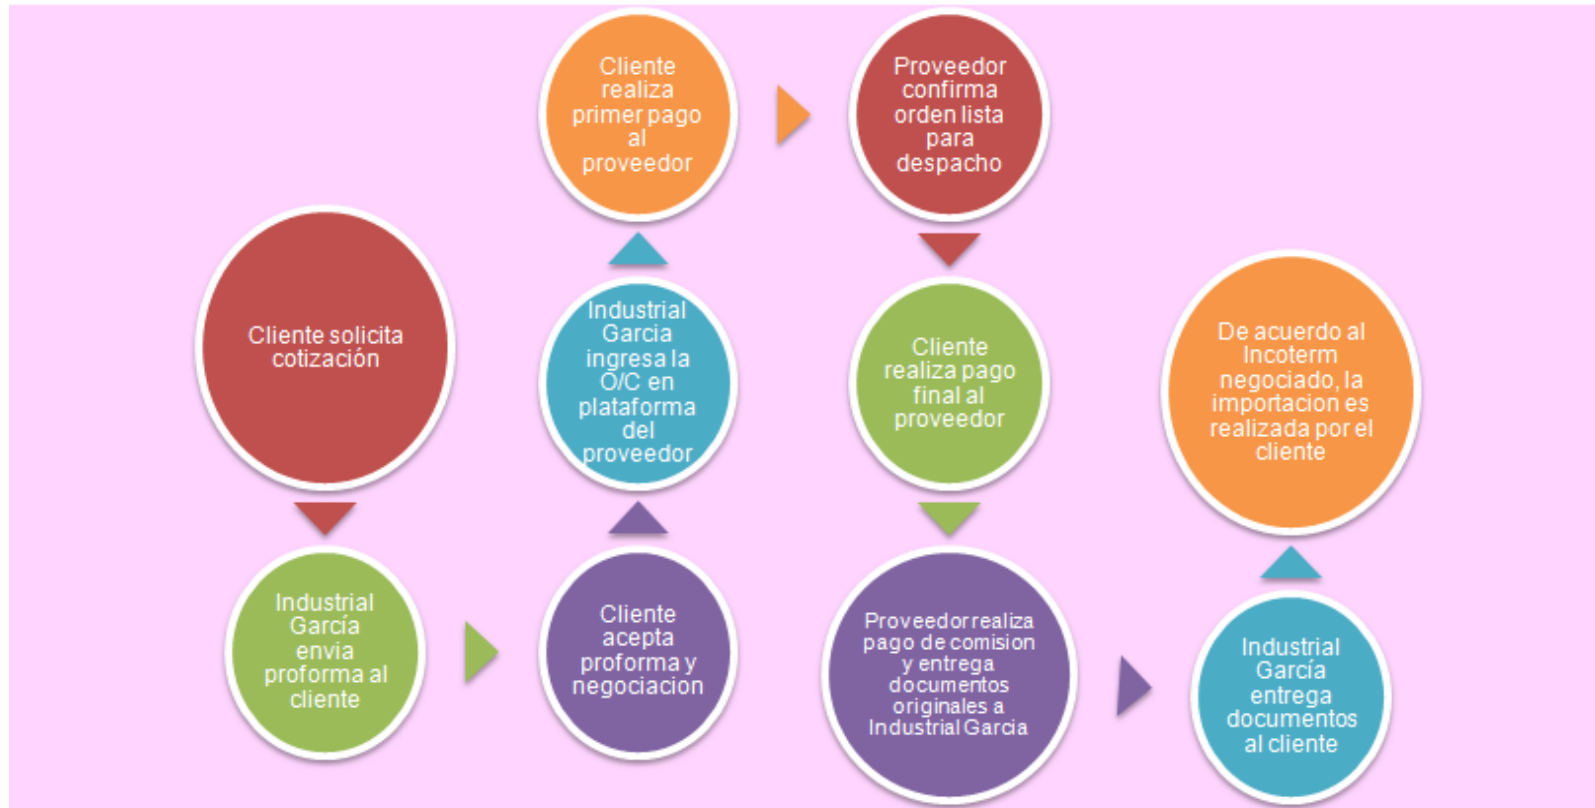 Cliente solicita
cotización
Industrial
García
envia
proforma al
cliente
Cliente
acepta
proforma y
negociacion
Industrial
Garcia
ingresa la
O/C en
plataforma
del
proveedor
Cliente
realiza
primer pago
al
proveedor
Proveedor
confirma
orden lista
para
despacho
Cliente
realiza pago
final al
proveedor
Proveedor realiza
pago de comision
y entrega
documentos
originales a
Industrial Garcia
Industrial
García
entrega
documentos
al cliente
De acuerdo al
Incoterm
negociado, la
importacion es
realizada por el
cliente